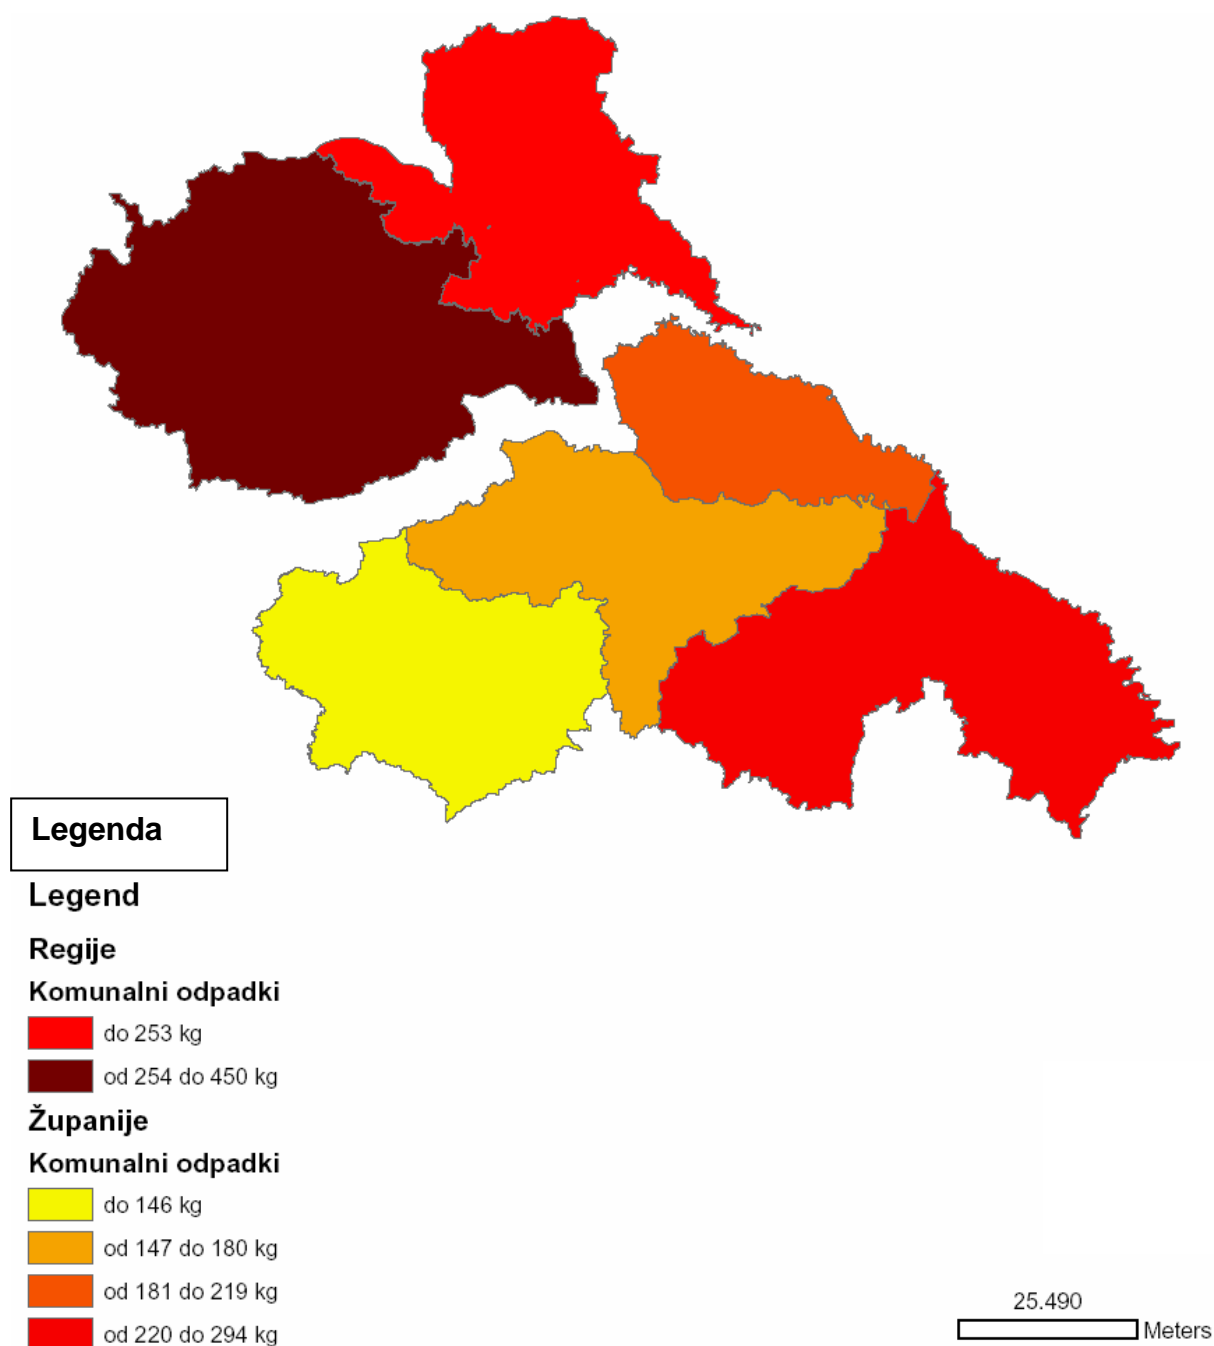 Legenda
Legend
Regije
Komunalni odpadki
do 253 kg
od 254 do 450 kg
Županije
Komunalni odpadki
do 146 kg
od 147 do 180 kg
od 181 do 219 kg
od 220 do 294 kg
25.490
Meters